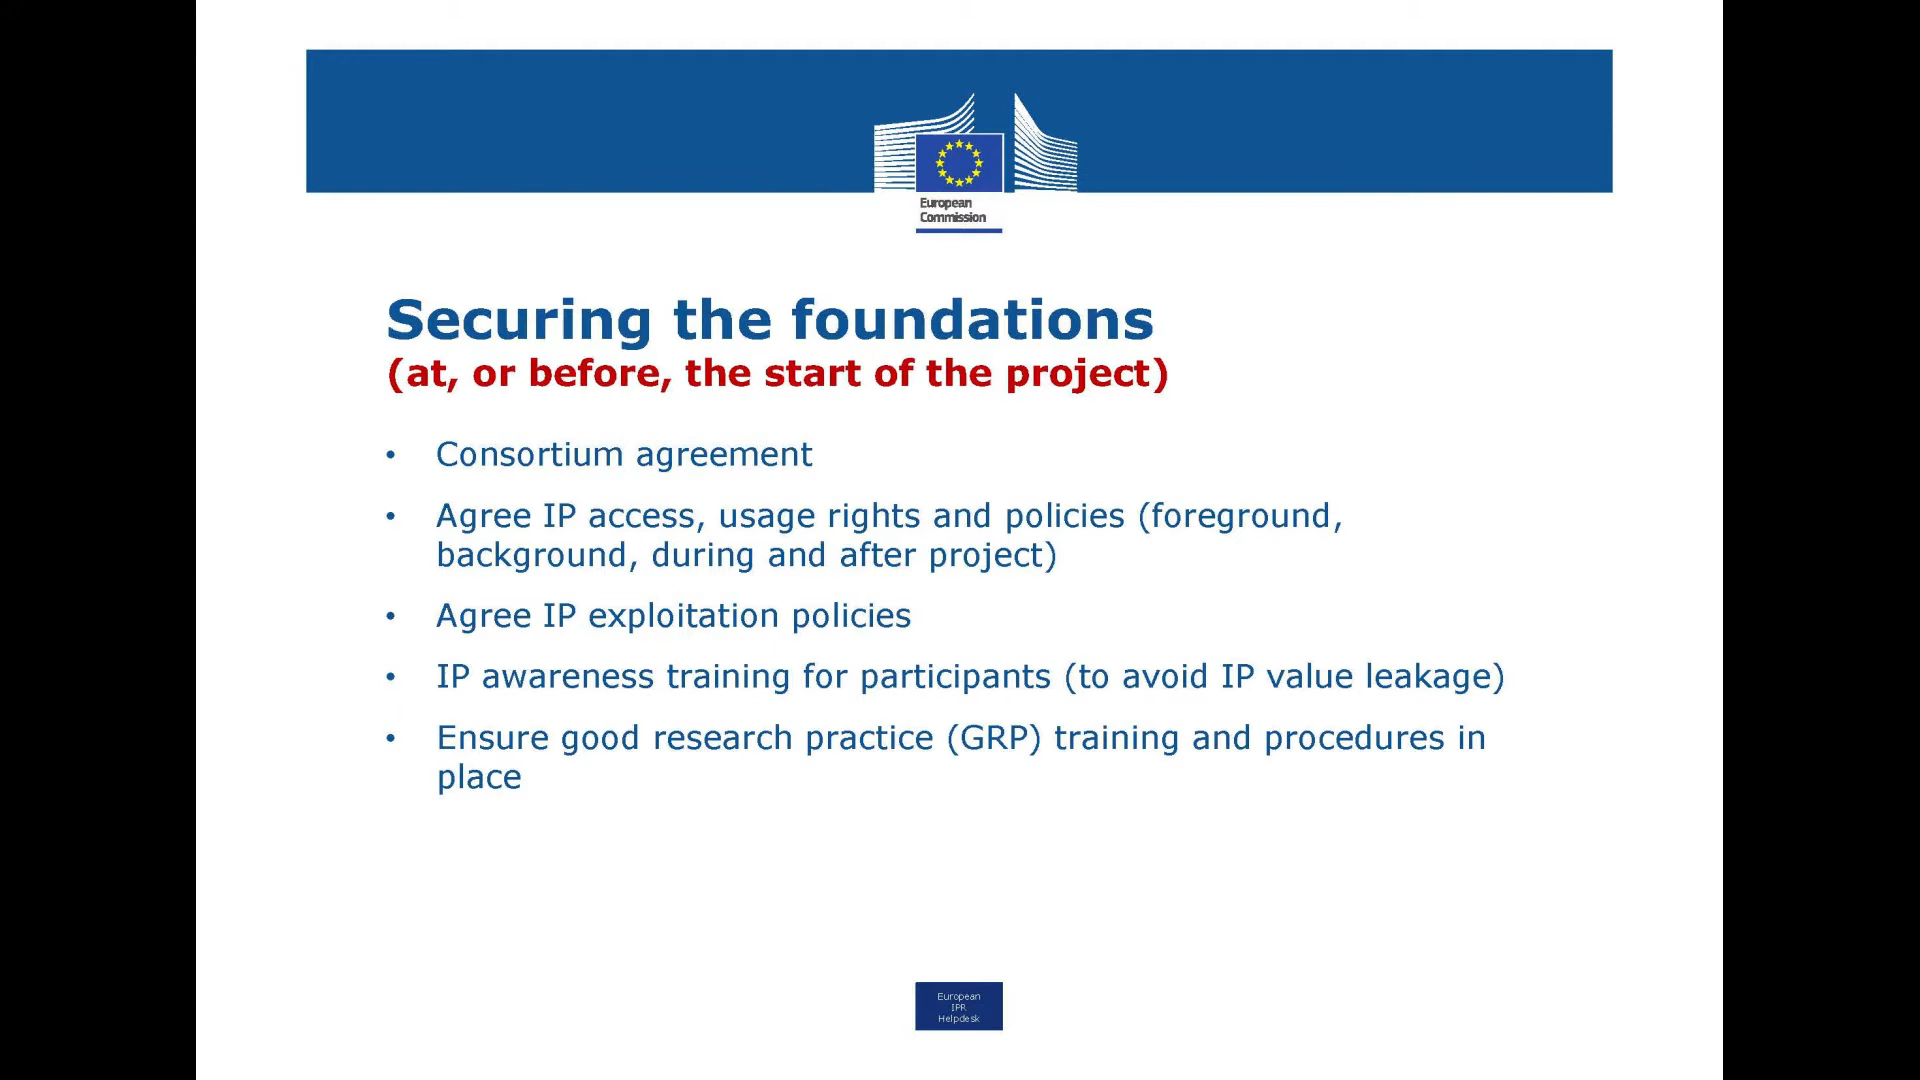 European
Commission
Securing the foundations
(at, or before, the start of the project)
• Consortium agreement
• Agree IP access, usage rights and policies (foreground,
background, during and after project)
• Agree IP exploitation policies
• IP awareness training for participants (to avoid IP value leakage)
• Ensure good research practice (GRP) training and procedures in
place
European
IPR
Helpdesk